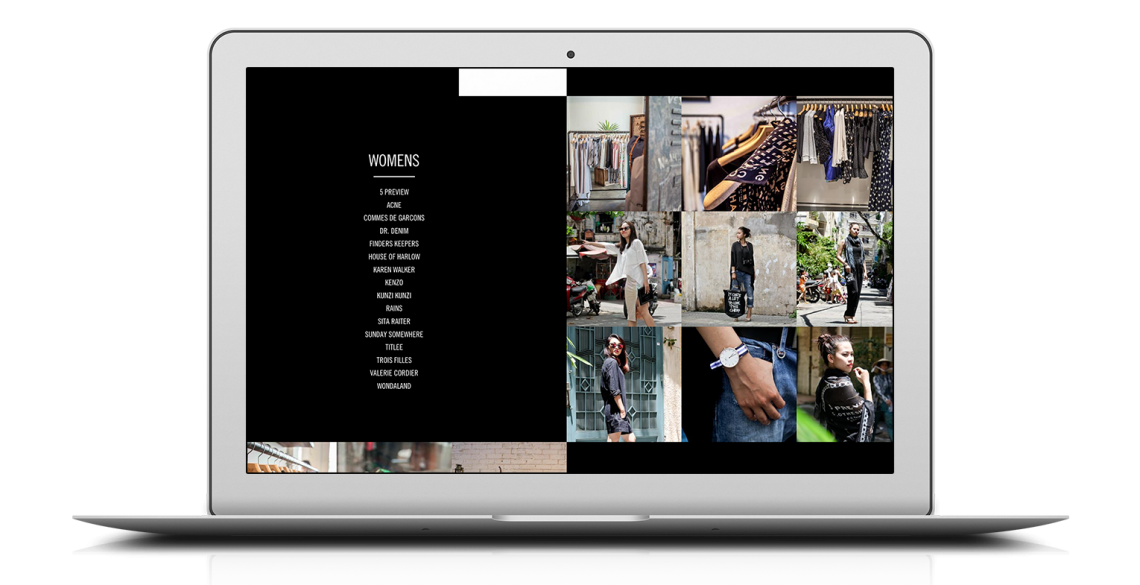 WOMENS
5 PREVIEW
ACNE
COMMES DE GARCONS
DR. DENIM
FINDERS KEEPERS
HOUSE OF HARLOW
KAREN WALKER
KENZO
KUNZI KUNZI
RAINS
SITA RAITER
SUNDAY SOMEWHERE
TITLEE
TROIS FILLES
VALERIE CORDIER
WONDALAND